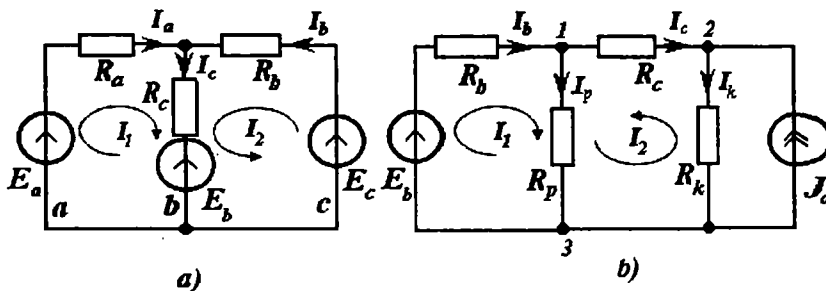 I_a I_b I_b 1 I_c 2
R_a I_c R_b R_b I_p R_c I_k
R_c
I_1 I_2 I_1 I_2
E_a E_c E_b R_p R_k
a b E_b c
3
a) b)